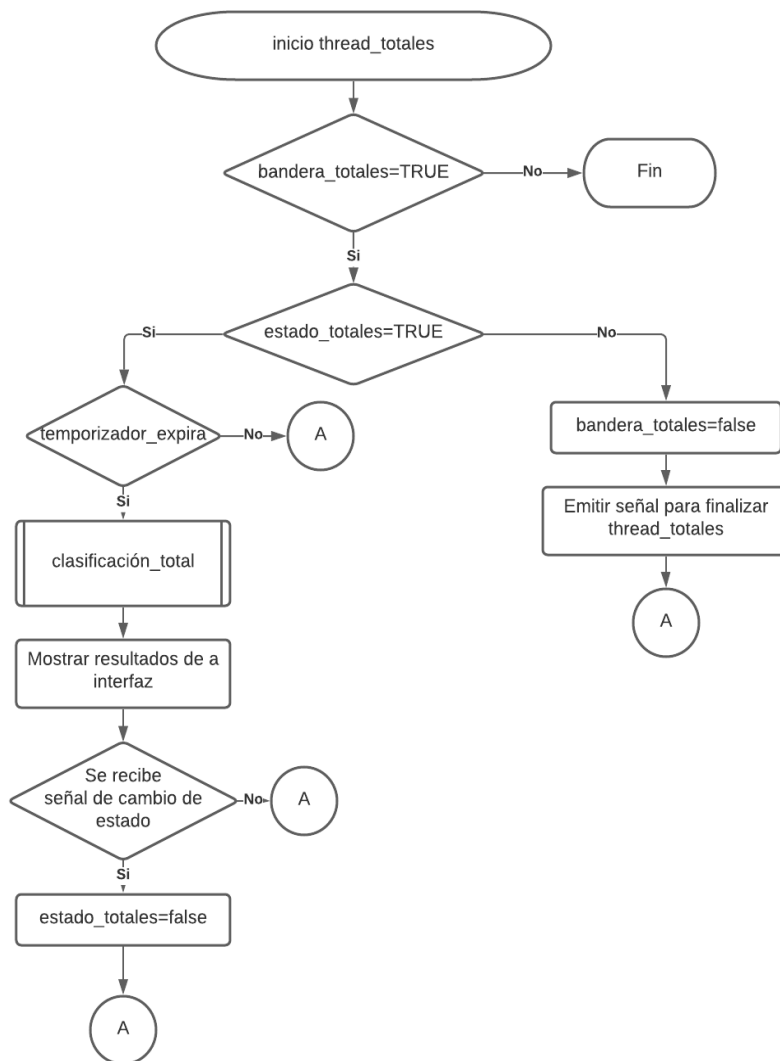 inicio thread_totales
bandera_totales=TRUE
No
Fin
Si
estado_totales=TRUE
Si
No
temporizador_expira
No
A
bandera_totales=false
Si
Emitir señal para finalizar
thread_totales
clasificación_total
A
Mostrar resultados de a
interfaz
Se recibe
señal de cambio de
estado
No
A
Si
estado_totales=false
A